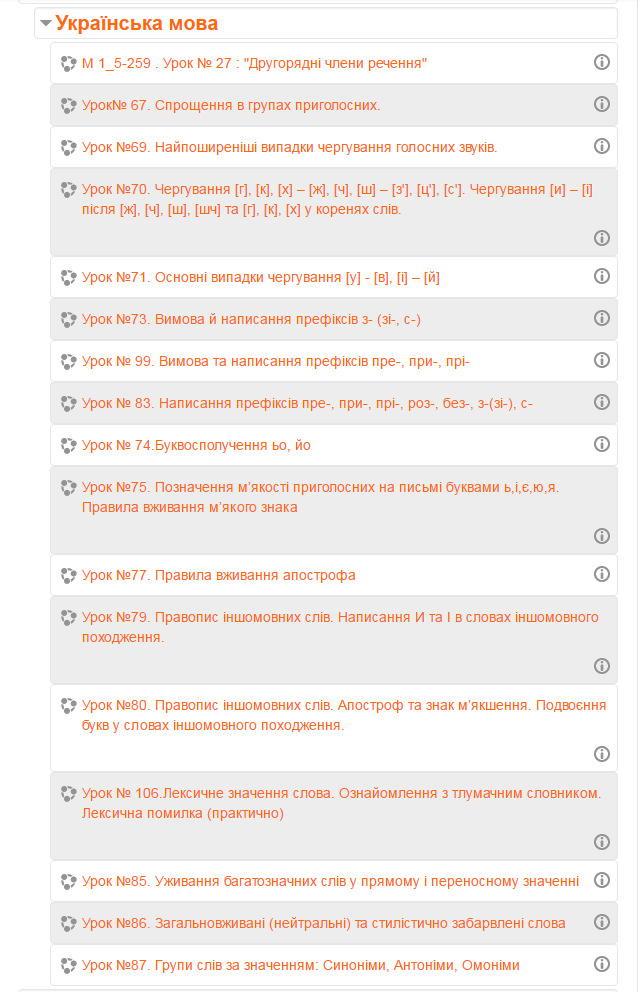 Українська мова
М 1_5-259 . Урок № 27 : "Другорядні члени речення"
Урок№ 67. Спрощення в групах приголосних.
Урок №69. Найпоширеніші випадки чергування голосних звуків.
Урок №70. Чергування [г], [к], [х] – [ж], [ч], [ш] – [з'], [ц'], [с']. Чергування [и] – [і]
після [ж], [ч], [ш], [шч] та [г], [к], [х] у коренях слів.
Урок №71. Основні випадки чергування [у] - [в], [і] – [й]
Урок №73. Вимова й написання префіксів з- (зі-, с-)
Урок № 99. Вимова та написання префіксів пре-, при-, прі-
Урок № 83. Написання префіксів пре-, при-, прі-, роз-, без-, з-(зі-), с-
Урок № 74.Буквосполучення ьо, йо
Урок №75. Позначення м’якості приголосних на письмі буквами ь,і,є,ю,я.
Правила вживання м’якого знака
Урок №77. Правила вживання апострофа
Урок №79. Правопис іншомовних слів. Написання И та І в словах іншомовного
походження.
Урок №80. Правопис іншомовних слів. Апостроф та знак м’якшення. Подвоєння
букв у словах іншомовного походження.
Урок № 106.Лексичне значення слова. Ознайомлення з тлумачним словником.
Лексична помилка (практично)
Урок №85. Уживання багатозначних слів у прямому і переносному значенні
Урок №86. Загальновживані (нейтральні) та стилістично забарвлені слова
Урок №87. Групи слів за значенням: Синоніми, Антоніми, Омоніми